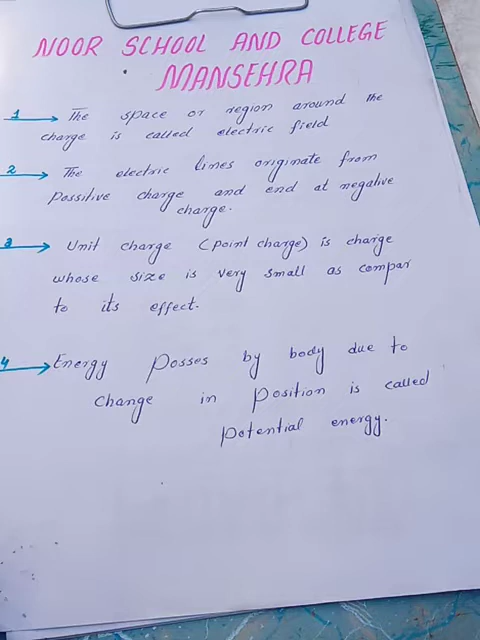 NOOR SCHOOL AND COLLEGE
MANSEHRA
1 → The space or region around the
charge is called electric field
2 → The electric lines originate from
Possitive charge and end at negative
charge.
3 → Unit charge (point charge) is charge
whose size is very small as compar
to its effect.
4 → Energy Posses by body due to
change in Position is called
Potential energy.